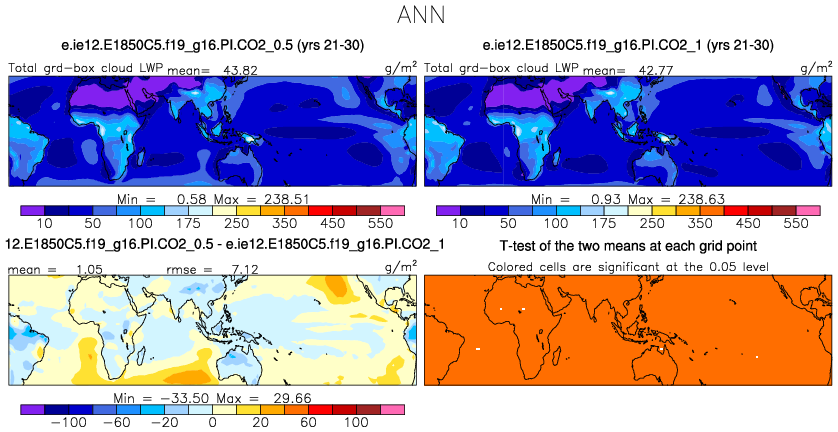 ANN
e.ie12.E1850C5.f19_g16.PI.CO2_0.5 (yrs 21-30)
e.ie12.E1850C5.f19_g16.PI.CO2_1 (yrs 21-30)
Total grd-box cloud LWP mean= 43.82 g/m2
Total grd-box cloud LWP mean= 42.77 g/m2
Min = 0.58 Max = 238.51
Min = 0.93 Max = 238.63
10 50 100 175 250 350 450 550
10 50 100 175 250 350 450 550
12.E1850C5.f19_g16.PI.CO2_0.5 - e.ie12.E1850C5.f19_g16.PI.CO2_1
T-test of the two means at each grid point
mean = 1.05 rmse = 7.12 g/m2
Colored cells are significant at the 0.05 level
Min = -33.50 Max = 29.66
-100 -60 -20 0 20 60 100